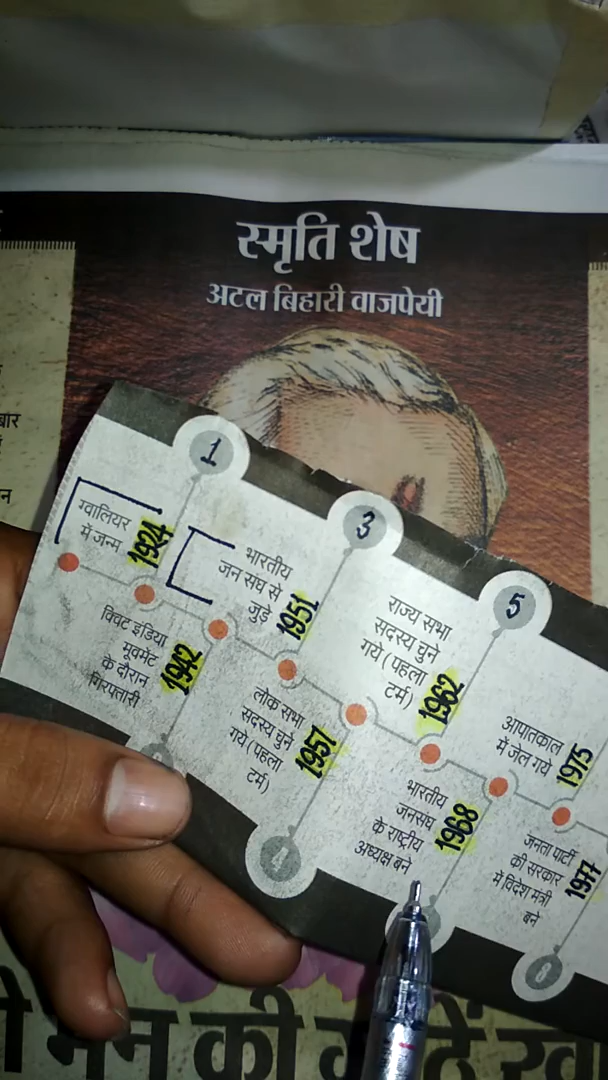 स्मृति शेष
अटल बिहारी वाजपेयी
1
ग्वालियर
में जन्म
1924
क्विट इंडिया
मूवमेंट
के दौरान
गिरफ्तारी
1942
भारतीय
जन संघ से
जुड़े
1951
3
लोक सभा
सदस्य चुने
गये ( पहला
टर्म)
1957
4
राज्य सभा
सदस्य चुने
गये ( पहला
टर्म)
1962
5
भारतीय
जनसंघ
के राष्ट्रीय
अध्यक्ष बने
1968
आपातकाल
में जेल गये
1975
जनता पार्टी
की सरकार
में विदेश मंत्री
बने
1977
मन की